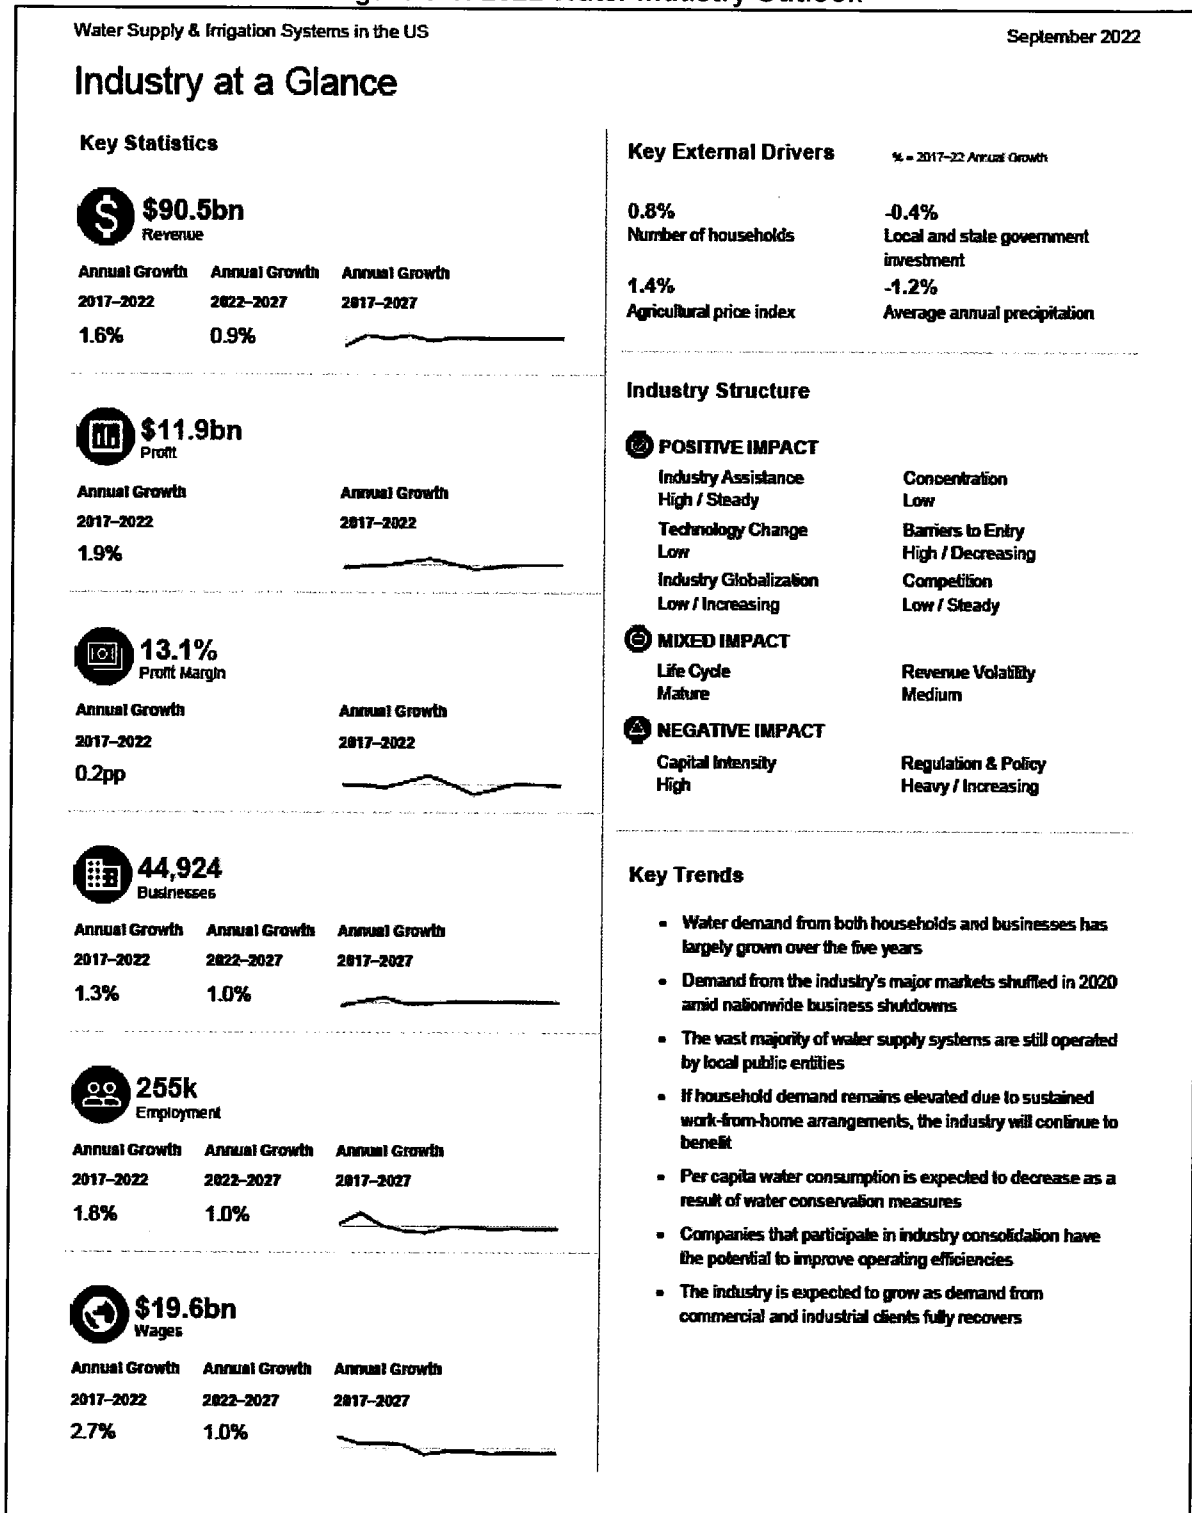 2022 Water Industry Outlook
Water Supply & Irrigation Systems in the US
September 2022
Industry at a Glance
Key Statistics
$90.5bn
Revenue
Annual Growth Annual Growth Annual Growth
2017–2022 2022–2027 2017–2027
1.6% 0.9%
$11.9bn
Profit
Annual Growth Annual Growth
2017–2022 2017–2022
1.9%
13.1%
Profit Margin
Annual Growth Annual Growth
2017–2022 2017–2022
0.2pp
44,924
Businesses
Annual Growth Annual Growth Annual Growth
2017–2022 2022–2027 2017–2027
1.3% 1.0%
255k
Employment
Annual Growth Annual Growth Annual Growth
2017–2022 2022–2027 2017–2027
1.8% 1.0%
$19.6bn
Wages
Annual Growth Annual Growth Annual Growth
2017–2022 2022–2027 2017–2027
2.7% 1.0%
Key External Drivers % = 2017–22 Annual Growth
0.8% -0.4%
Number of households Local and state government
investment
1.4% -1.2%
Agricultural price index Average annual precipitation
Industry Structure
POSITIVE IMPACT
Industry Assistance Concentration
High / Steady Low
Technology Change Barriers to Entry
Low High / Decreasing
Industry Globalization Competition
Low / Increasing Low / Steady
MIXED IMPACT
Life Cycle Revenue Volatility
Mature Medium
NEGATIVE IMPACT
Capital Intensity Regulation & Policy
High Heavy / Increasing
Key Trends
• Water demand from both households and businesses has
largely grown over the five years
• Demand from the industry's major markets shuffled in 2020
amid nationwide business shutdowns
• The vast majority of water supply systems are still operated
by local public entities
• If household demand remains elevated due to sustained
work-from-home arrangements, the industry will continue to
benefit
• Per capita water consumption is expected to decrease as a
result of water conservation measures
• Companies that participate in industry consolidation have
the potential to improve operating efficiencies
• The industry is expected to grow as demand from
commercial and industrial clients fully recovers